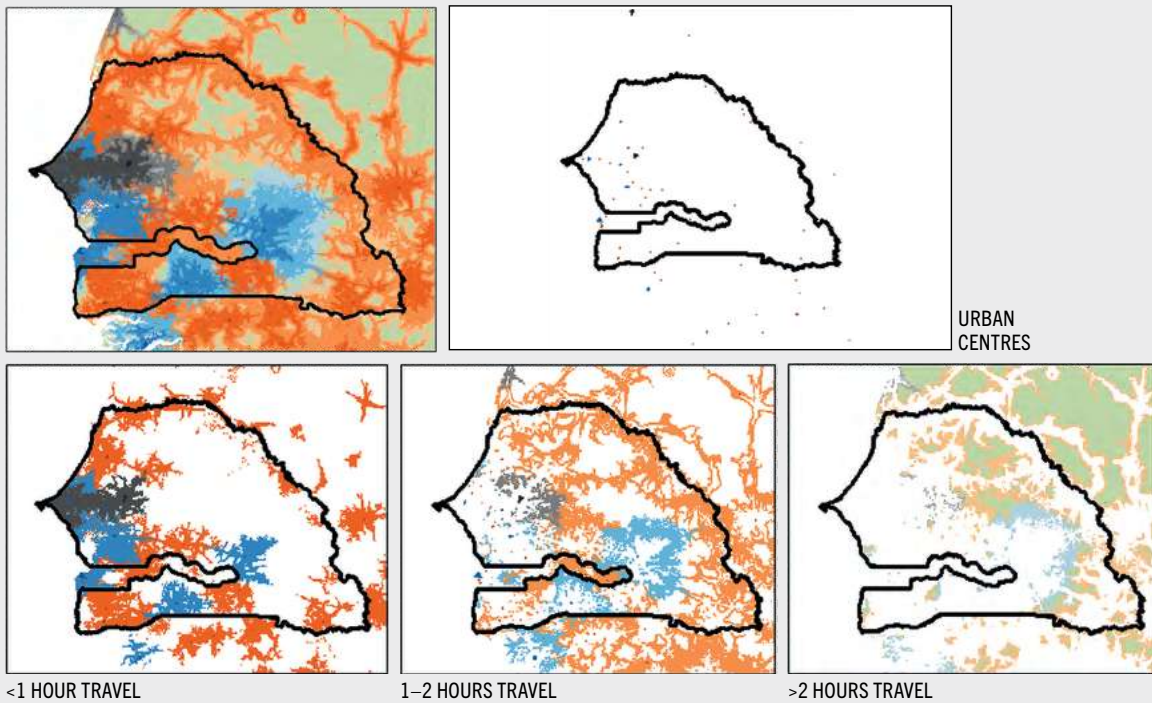 URBAN
CENTRES
<1 HOUR TRAVEL
1–2 HOURS TRAVEL
>2 HOURS TRAVEL